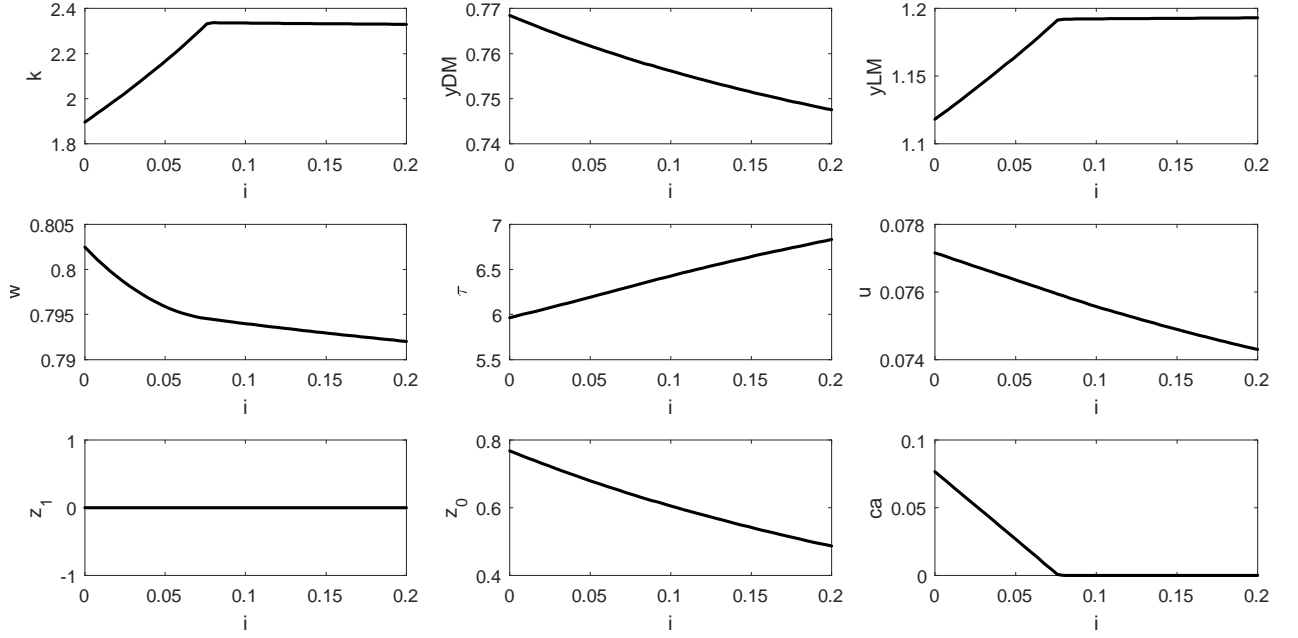 2.4
2.2
2
1.8
k
0 0.05 0.1 0.15 0.2
i
0.77
0.76
0.75
0.74
yDM
0 0.05 0.1 0.15 0.2
i
1.2
1.15
1.1
yLM
0 0.05 0.1 0.15 0.2
i
0.805
0.8
0.795
0.79
w
0 0.05 0.1 0.15 0.2
i
7
6.5
6
5.5
τ
0 0.05 0.1 0.15 0.2
i
0.078
0.076
0.074
u
0 0.05 0.1 0.15 0.2
i
1
0
-1
z1
0 0.05 0.1 0.15 0.2
i
0.8
0.6
0.4
z0
0 0.05 0.1 0.15 0.2
i
0.1
0.05
0
ca
0 0.05 0.1 0.15 0.2
i